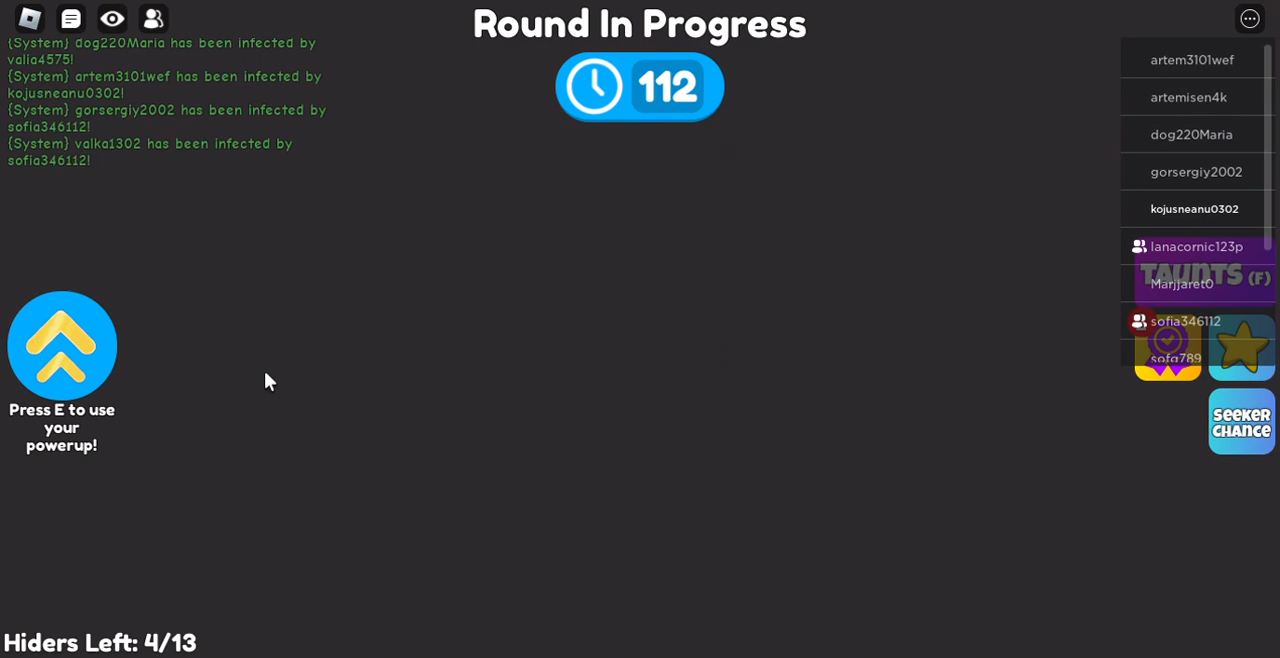 Round In Progress
112
{System} dog220Maria has been infected by
valia4575!
{System} artem3101wef has been infected by
kojusneanu0302!
{System} gorsergiy2002 has been infected by
sofia346112!
{System} valka1302 has been infected by
sofia346112!
artem3101wef
artemisen4k
dog220Maria
gorsergiy2002
kojusneanu0302
lanacornic123p
TAUNTS (F)
Marjjaret0
sofia346112
sofq789
SEEKER
CHANCE
Press E to use
your
powerup!
Hiders Left: 4/13